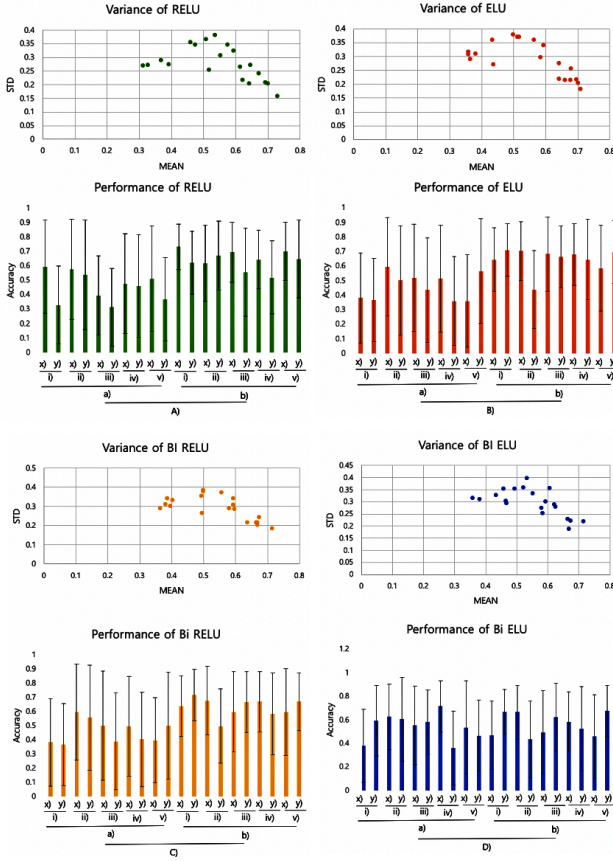 Variance of RELU
0.4
0.35
0.3
0.25
0.2
0.15
0.1
0.05
0
STD
0 0.1 0.2 0.3 0.4 0.5 0.6 0.7 0.8
MEAN
Performance of RELU
1
0.9
0.8
0.7
0.6
0.5
0.4
0.3
0.2
0.1
0
Accuracy
x) y) x) y) x) y) x) y) x) y) x) y) x) y) x) y) x) y) x) y)
i) ii) iii) iv) v) i) ii) iii) iv) v)
a) b)
A)
Variance of ELU
0.4
0.35
0.3
0.25
0.2
0.15
0.1
0.05
0
STD
0 0.1 0.2 0.3 0.4 0.5 0.6 0.7 0.8
MEAN
Performance of ELU
1
0.9
0.8
0.7
0.6
0.5
0.4
0.3
0.2
0.1
0
Accuracy
x) y) x) y) x) y) x) y) x) y) x) y) x) y) x) y) x) y) x) y)
i) ii) iii) iv) v) i) ii) iii) iv) v)
a) b)
B)
Variance of BI RELU
0.5
0.4
0.3
0.2
0.1
0
STD
0 0.1 0.2 0.3 0.4 0.5 0.6 0.7 0.8
MEAN
Performance of Bi RELU
1
0.9
0.8
0.7
0.6
0.5
0.4
0.3
0.2
0.1
0
Accuracy
x) y) x) y) x) y) x) y) x) y) x) y) x) y) x) y) x) y) x) y)
i) ii) iii) iv) v) i) ii) iii) iv) v)
a) b)
C)
Variance of BI ELU
0.45
0.4
0.35
0.3
0.25
0.2
0.15
0.1
0.05
0
STD
0 0.1 0.2 0.3 0.4 0.5 0.6 0.7 0.8
MEAN
Performance of Bi ELU
1.2
1
0.8
0.6
0.4
0.2
0
Accuracy
x) y) x) y) x) y) x) y) x) y) x) y) x) y) x) y) x) y) x) y)
i) ii) iii) iv) v) i) ii) iii) iv) v)
a) b)
D)